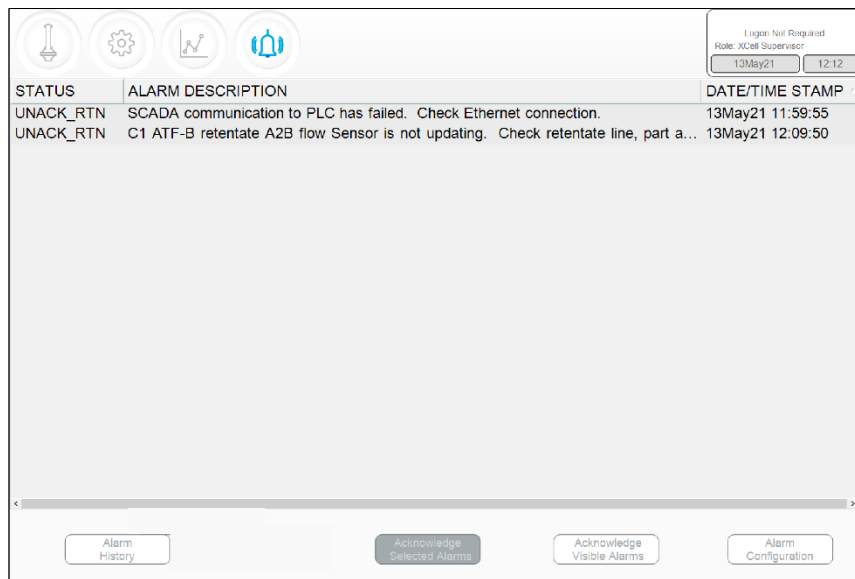 Logon Not Required
Role: XCell Supervisor
13May21 12:12
STATUS ALARM DESCRIPTION DATE/TIME STAMP
UNACK_RTN SCADA communication to PLC has failed. Check Ethernet connection. 13May21 11:59:55
UNACK_RTN C1 ATF-B retentate A2B flow Sensor is not updating. Check retentate line, part a... 13May21 12:09:50
Alarm
History
Acknowledge
Selected Alarms
Acknowledge
Visible Alarms
Alarm
Configuration